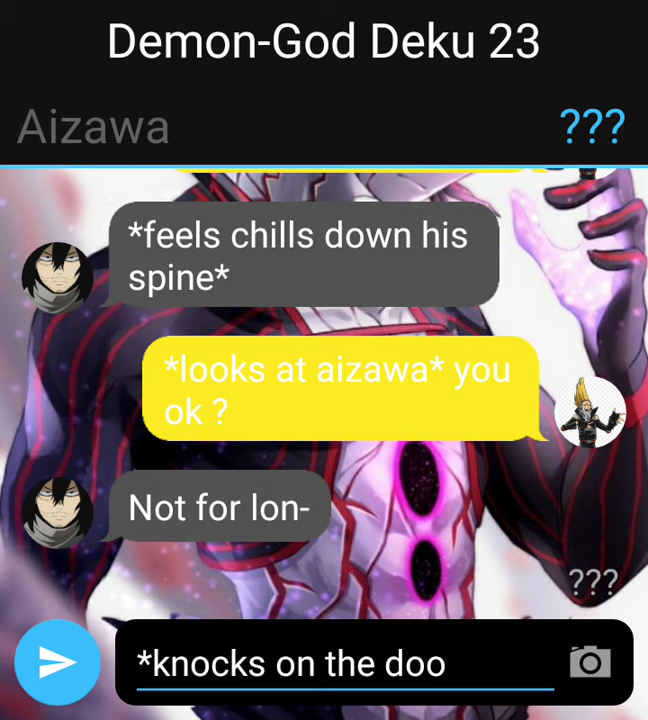 Demon-God Deku 23
Aizawa
???
*feels chills down his
spine*
*looks at aizawa* you
ok ?
Not for lon-
???
*knocks on the doo